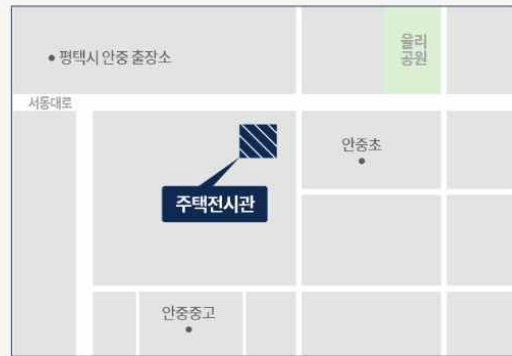 평택시 안중 출장소
울리
공원
서동대로
안중초
주택전시관
안중중고